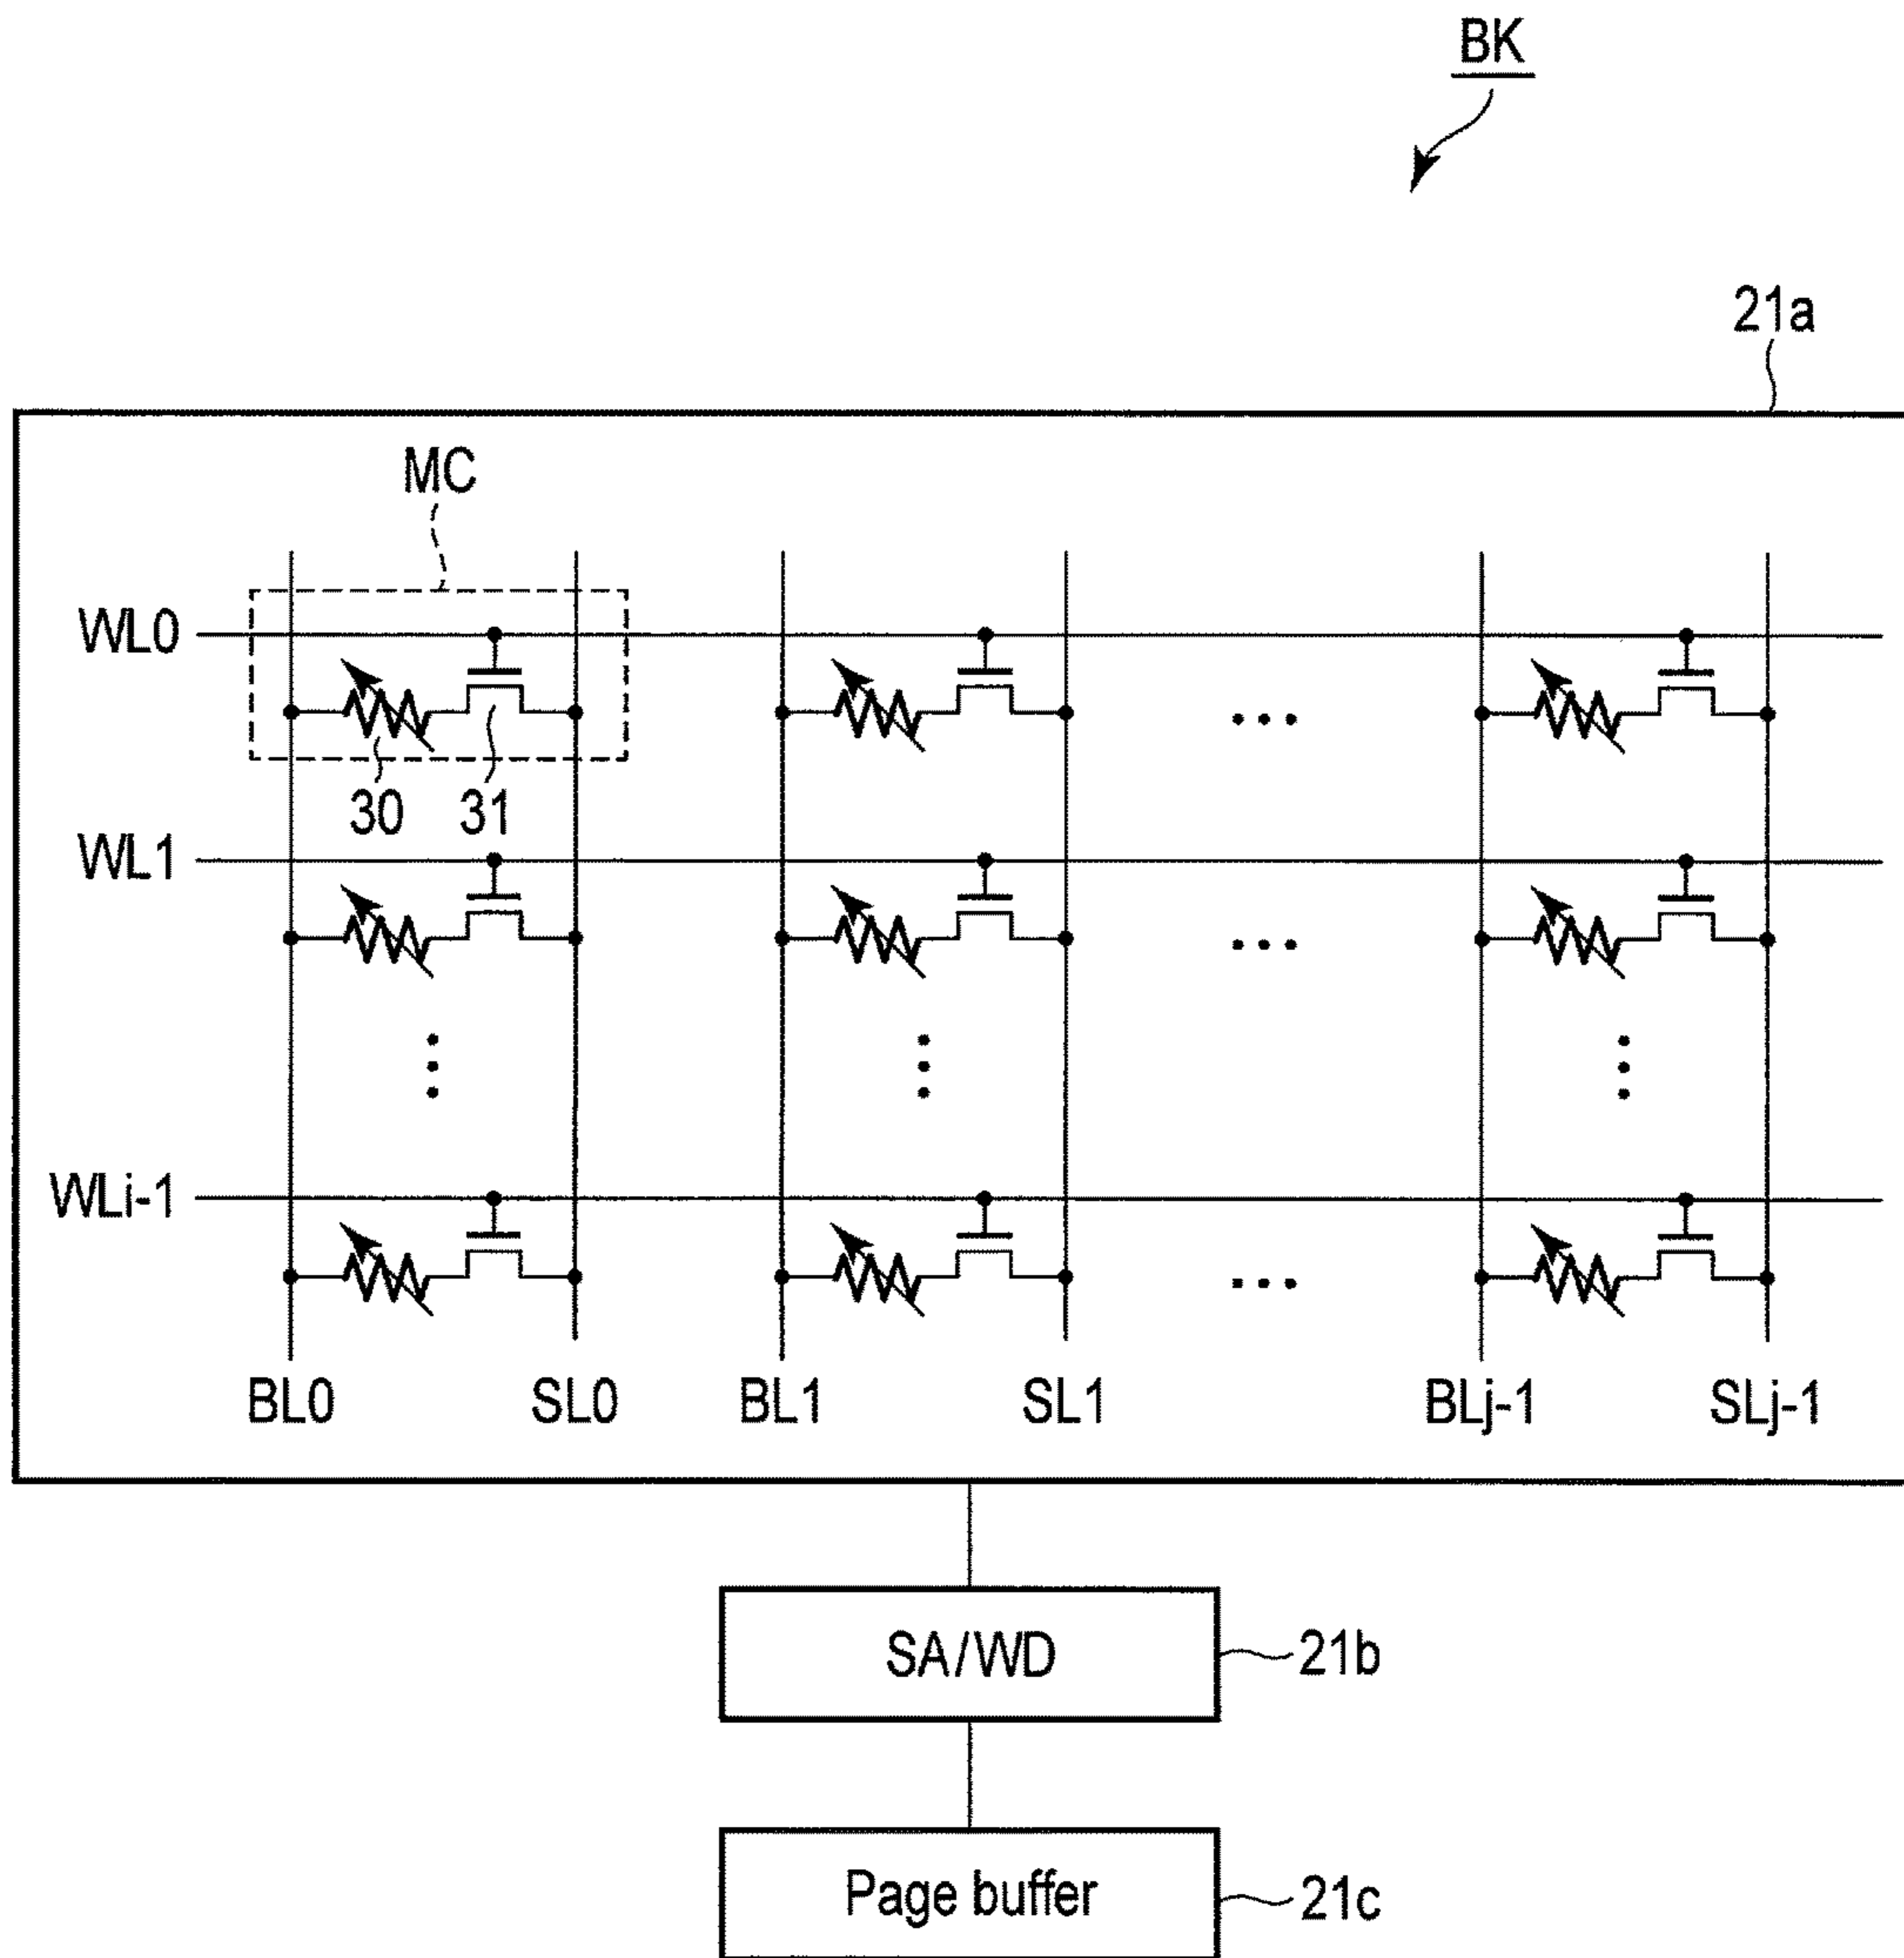 BK
21a
MC
WL0
30
31
WL1
WLi-1
BL0
SL0
BL1
SL1
BLj-1
SLj-1
SA/WD
21b
Page buffer
21c